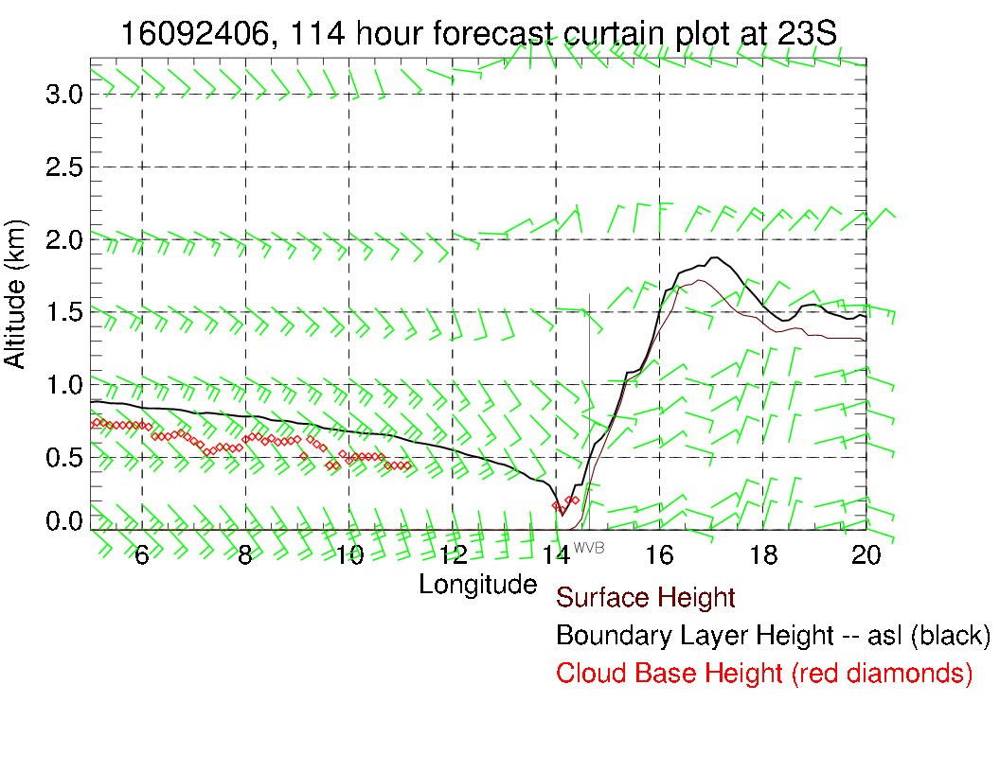 16092406, 114 hour forecast curtain plot at 23S
3.0
2.5
2.0
1.5
1.0
0.5
0.0
Altitude (km)
6 8 10 12 14 16 18 20
WVB
Longitude
Surface Height
Boundary Layer Height -- asl (black)
Cloud Base Height (red diamonds)